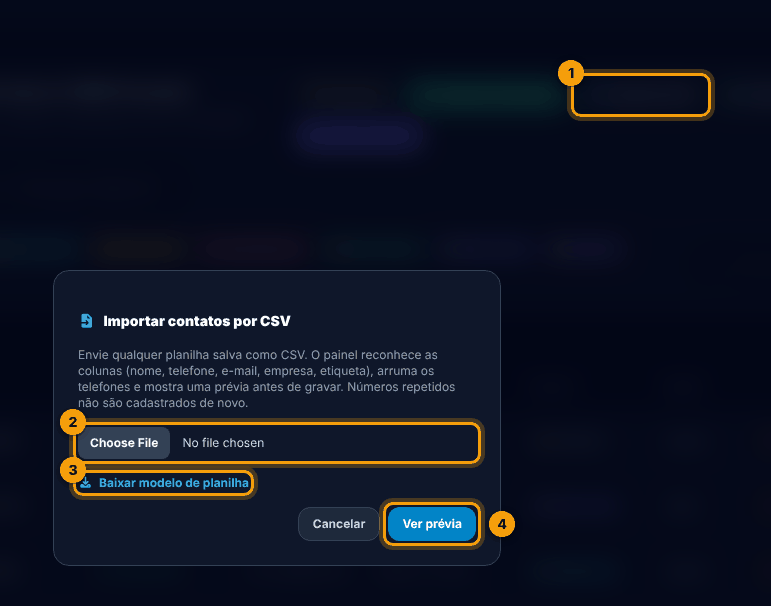 1
Importar contatos por CSV
Envie qualquer planilha salva como CSV. O painel reconhece as
colunas (nome, telefone, e-mail, empresa, etiqueta), arruma os
telefones e mostra uma prévia antes de gravar. Números repetidos
não são cadastrados de novo.
2
Choose File No file chosen
3
Baixar modelo de planilha
Cancelar Ver prévia 4